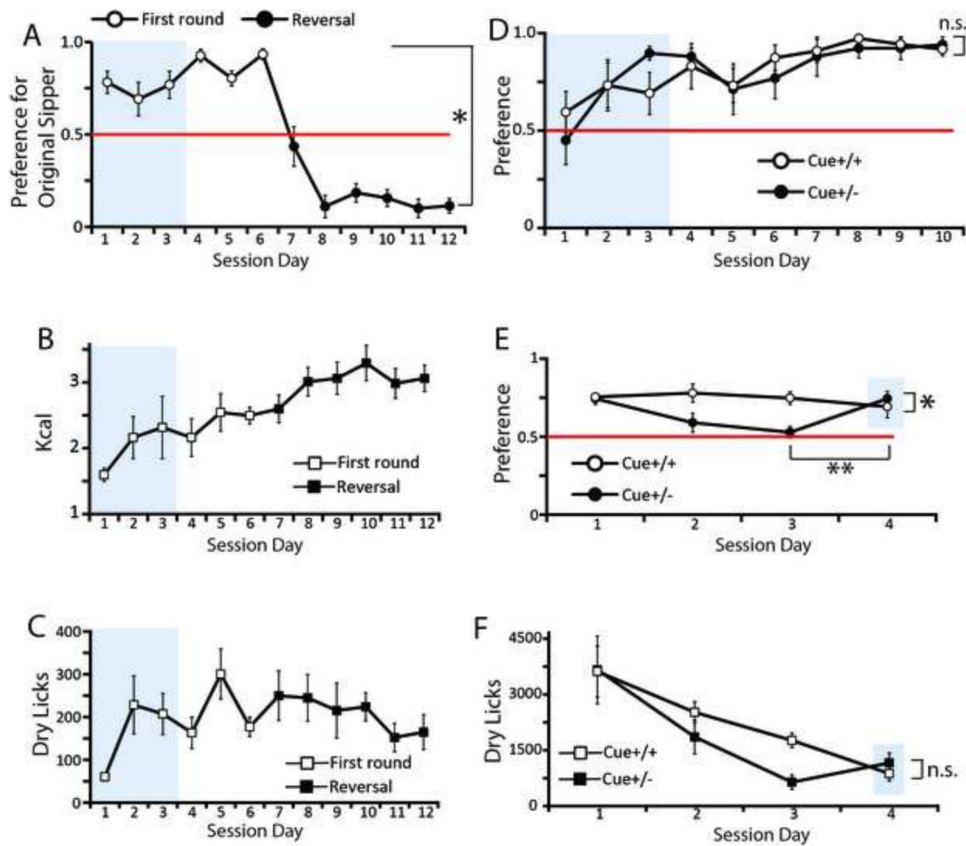 A
First round Reversal
1.0
0.5
0
Preference for
Original Sipper
*
1 2 3 4 5 6 7 8 9 10 11 12
Session Day
B
3
2
1
Kcal
First round
Reversal
1 2 3 4 5 6 7 8 9 10 11 12
Session Day
C
400
300
200
100
0
Dry Licks
First round
Reversal
1 2 3 4 5 6 7 8 9 10 11 12
Session Day
D
n.s.
1.0
0.5
0
Preference
Cue+/+
Cue+/-
1 2 3 4 5 6 7 8 9 10
Session Day
E
1
0.5
0
Preference
*
**
Cue+/+
Cue+/-
1 2 3 4
Session Day
F
4500
3000
1500
0
Dry Licks
Cue+/+
Cue+/-
n.s.
1 2 3 4
Session Day